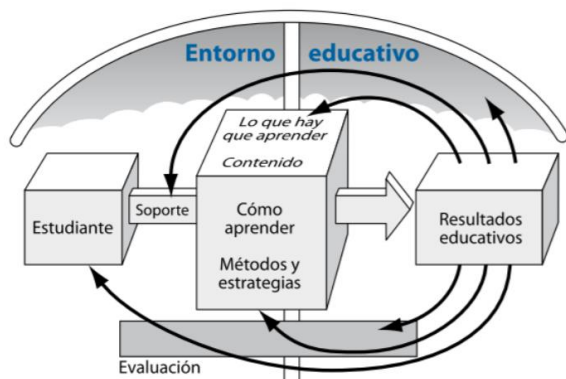 Entorno educativo
Lo que hay
que aprender
Contenido
Estudiante
Soporte
Cómo
aprender
Métodos y
estrategias
Resultados
educativos
Evaluación